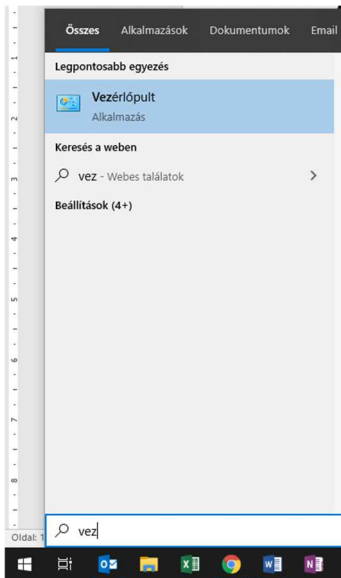 Összes Alkalmazások Dokumentumok Email
Legpontosabb egyezés
Vezérlőpult
Alkalmazás
Keresés a weben
vez - Webes találatok
Beállítások (4+)
vez
Oldal: 1